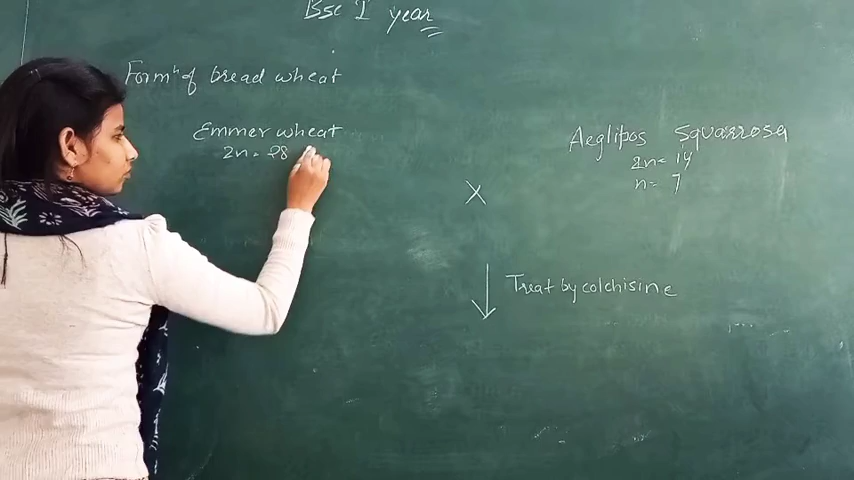 Bsc I year
Formⁿ of bread wheat
Emmer wheat
2n = 28
Aeglipos squarrosa
2n = 14
n = 7
X
Treat by colchisine